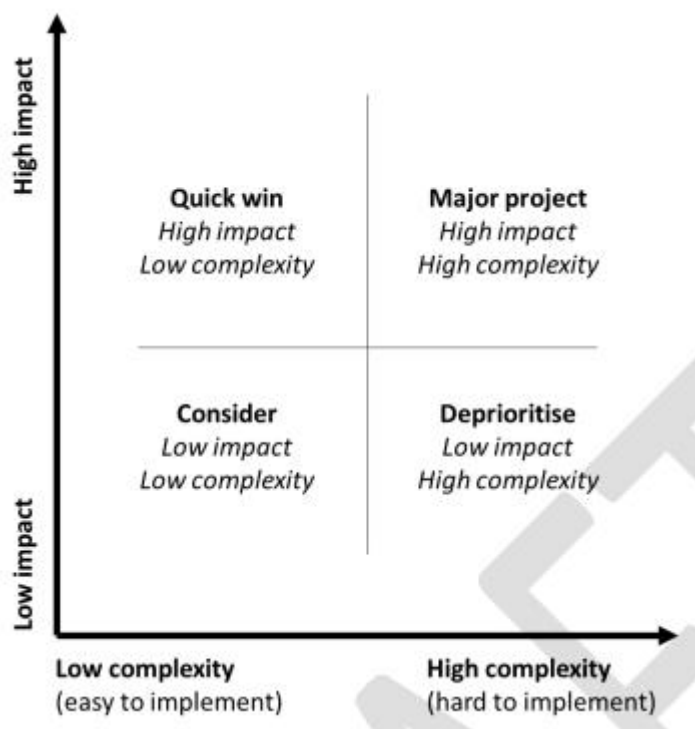 High impact
Quick win
High impact
Low complexity
Major project
High impact
High complexity
Consider
Low impact
Low complexity
Deprioritise
Low impact
High complexity
Low impact
Low complexity
(easy to implement)
High complexity
(hard to implement)